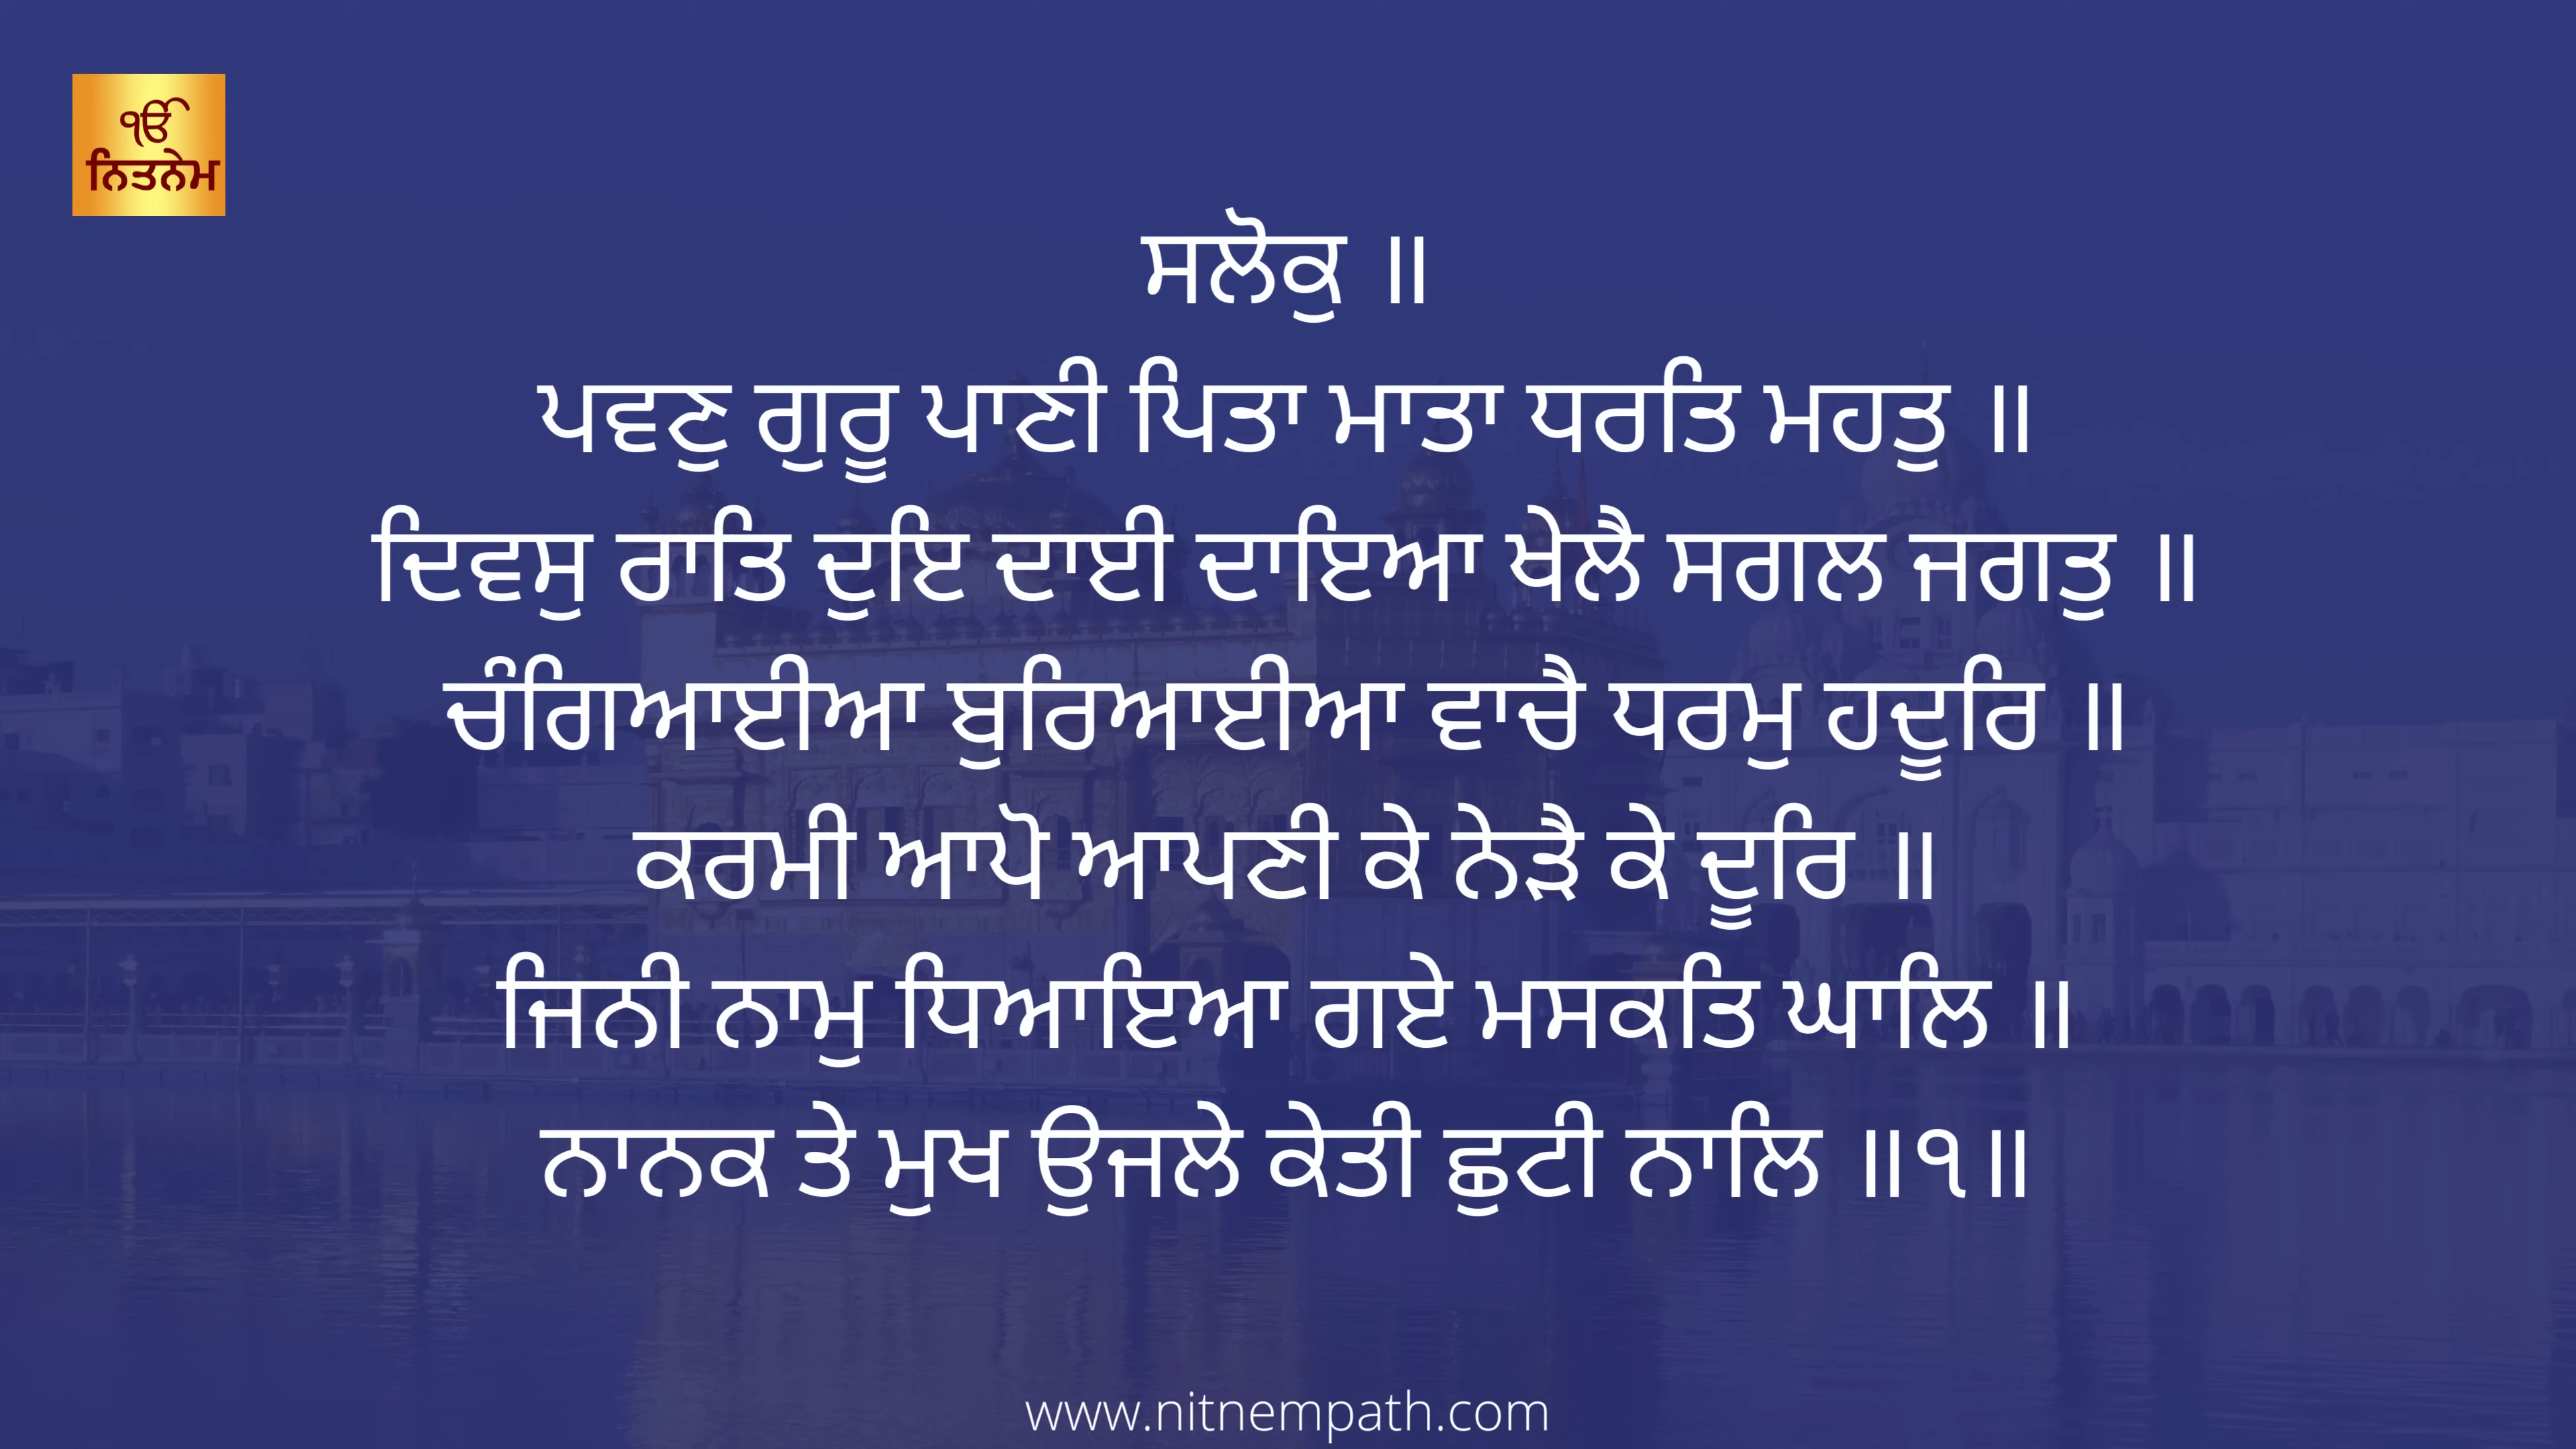 ੴ
ਨਿਤਨੇਮ
ਸਲੋਕੁ ॥
ਪਵਣੁ ਗੁਰੂ ਪਾਣੀ ਪਿਤਾ ਮਾਤਾ ਧਰਤਿ ਮਹਤੁ ॥
ਦਿਵਸੁ ਰਾਤਿ ਦੁਇ ਦਾਈ ਦਾਇਆ ਖੇਲੈ ਸਗਲ ਜਗਤੁ ॥
ਚੰਗਿਆਈਆ ਬੁਰਿਆਈਆ ਵਾਚੈ ਧਰਮੁ ਹਦੂਰਿ ॥
ਕਰਮੀ ਆਪੋ ਆਪਣੀ ਕੇ ਨੇੜੈ ਕੇ ਦੂਰਿ ॥
ਜਿਨੀ ਨਾਮੁ ਧਿਆਇਆ ਗਏ ਮਸਕਤਿ ਘਾਲਿ ॥
ਨਾਨਕ ਤੇ ਮੁਖ ਉਜਲੇ ਕੇਤੀ ਛੁਟੀ ਨਾਲਿ ॥੧॥
www.nitnempath.com